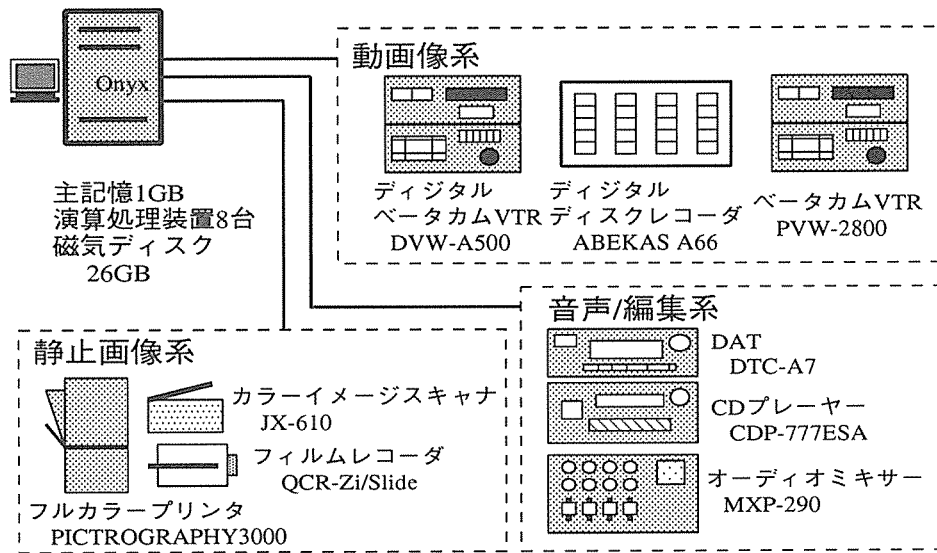 Onyx
主記憶1GB
演算処理装置8台
磁気ディスク
26GB
動画像系
ディジタル
ベータカムVTR
DVW-A500
ディジタル
ディスクレコーダ
ABEKAS A66
ベータカムVTR
PVW-2800
音声/編集系
DAT
DTC-A7
CDプレーヤー
CDP-777ESA
オーディオミキサー
MXP-290
静止画像系
カラーイメージスキャナ
JX-610
フィルムレコーダ
QCR-Zi/Slide
フルカラープリンタ
PICTROGRAPHY3000